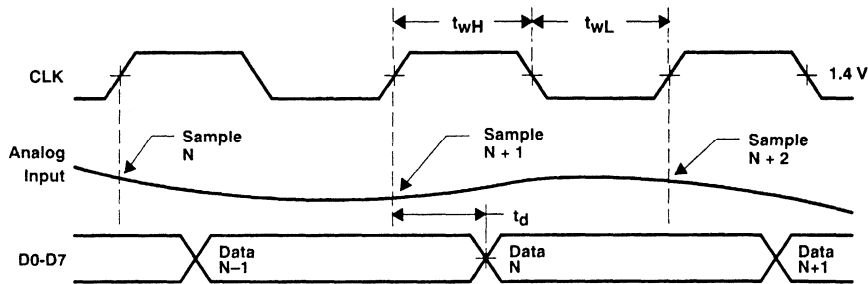 twH
twL
CLK
1.4 V
Sample
N
Sample
N + 1
Sample
N + 2
Analog
Input
td
D0-D7
Data
N–1
Data
N
Data
N+1